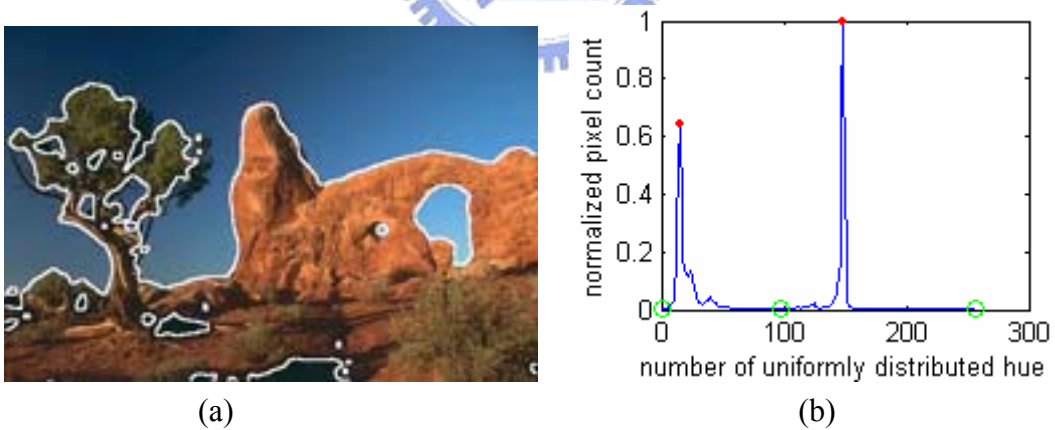 1
0.8
0.6
0.4
0.2
0
normalized pixel count
0 100 200 300
number of uniformly distributed hue
(a) (b)